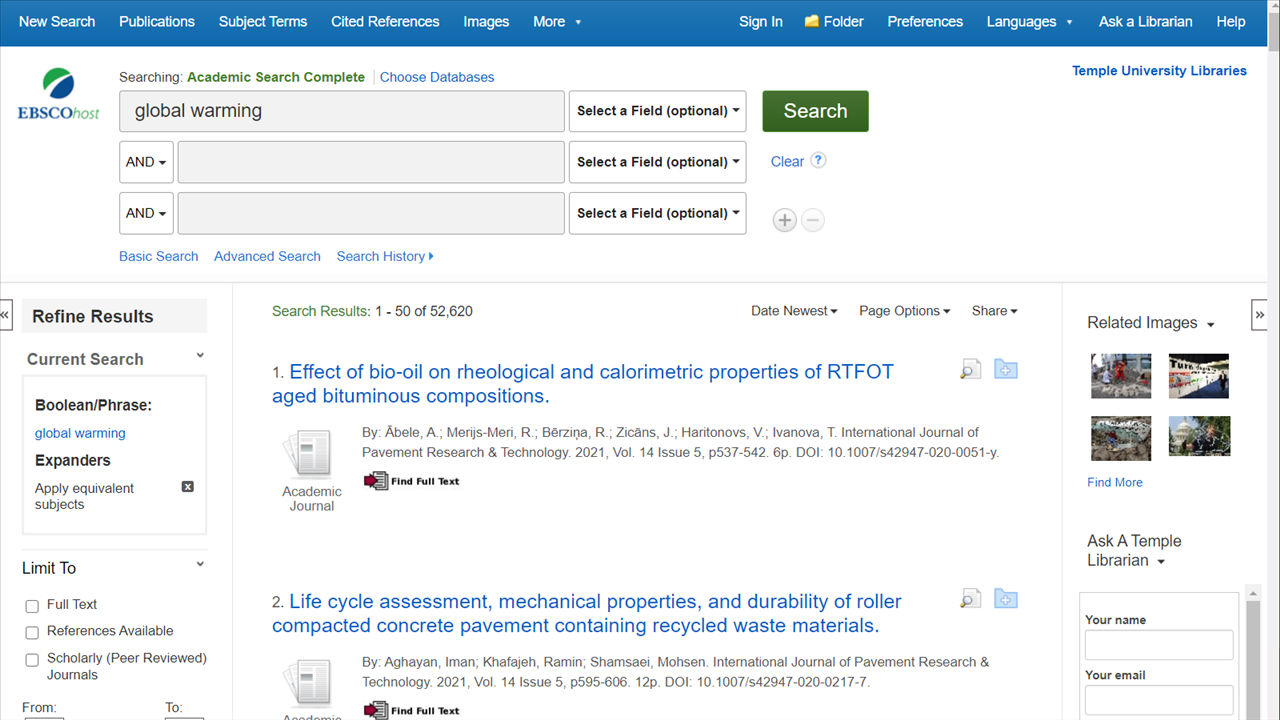 New Search Publications Subject Terms Cited References Images More Sign In Folder Preferences Languages Ask a Librarian Help
Searching: Academic Search Complete Choose Databases
Temple University Libraries
EBSCOhost
global warming Select a Field (optional) Search
AND Select a Field (optional) Clear ?
AND Select a Field (optional)
Basic Search Advanced Search Search History
«
Refine Results
Current Search
Boolean/Phrase:
global warming
Expanders
Apply equivalent
subjects
Limit To
Full Text
References Available
Scholarly (Peer Reviewed)
Journals
From: To:
Search Results: 1 - 50 of 52,620 Date Newest Page Options Share
1. Effect of bio-oil on rheological and calorimetric properties of RTFOT
aged bituminous compositions.
By: Ābele, A.; Merijs-Meri, R.; Bērziņa, R.; Zicāns, J.; Haritonovs, V.; Ivanova, T. International Journal of
Pavement Research & Technology. 2021, Vol. 14 Issue 5, p537-542. 6p. DOI: 10.1007/s42947-020-0051-y.
Find Full Text
Academic
Journal
2. Life cycle assessment, mechanical properties, and durability of roller
compacted concrete pavement containing recycled waste materials.
By: Aghayan, Iman; Khafajeh, Ramin; Shamsaei, Mohsen. International Journal of Pavement Research &
Technology. 2021, Vol. 14 Issue 5, p595-606. 12p. DOI: 10.1007/s42947-020-0217-7.
Find Full Text
Academic
»
Related Images
Find More
Ask A Temple
Librarian
Your name
Your email